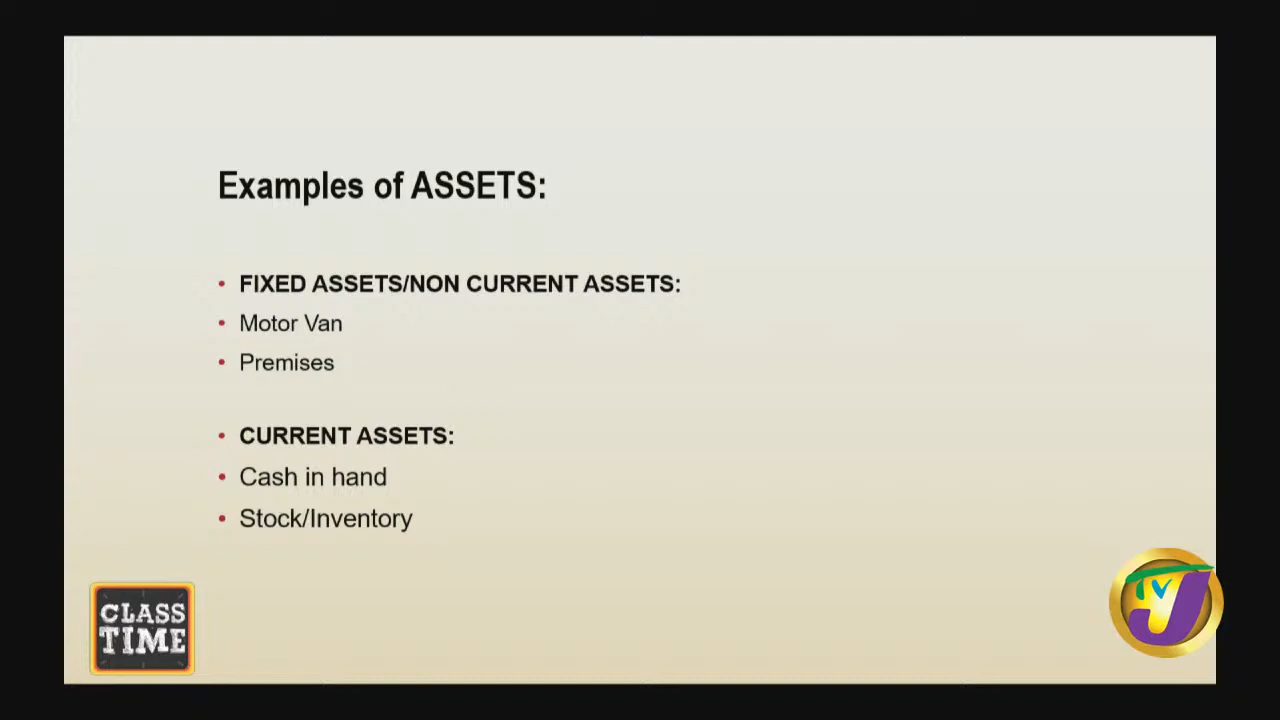 Examples of ASSETS:
• FIXED ASSETS/NON CURRENT ASSETS:
• Motor Van
• Premises
• CURRENT ASSETS:
• Cash in hand
• Stock/Inventory
CLASS
TIME
TVJ